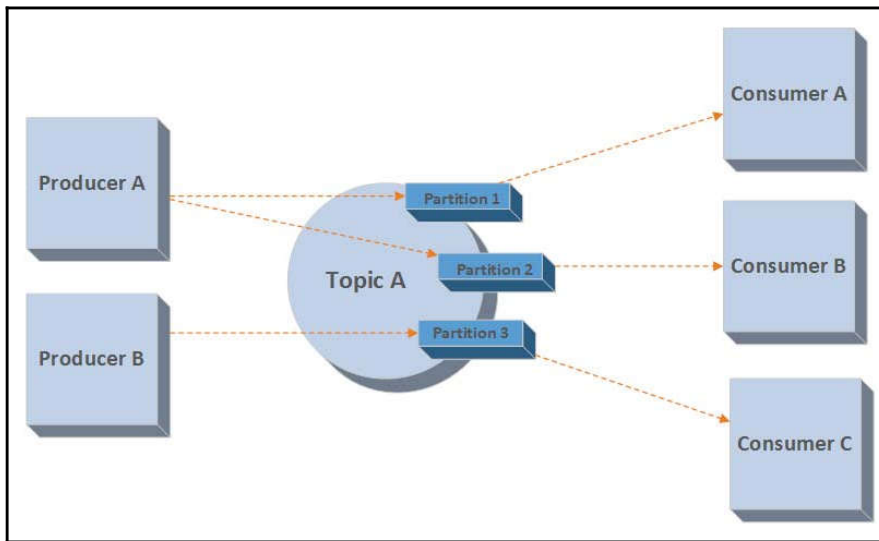 Producer A
Producer B
Topic A
Partition 1
Partition 2
Partition 3
Consumer A
Consumer B
Consumer C